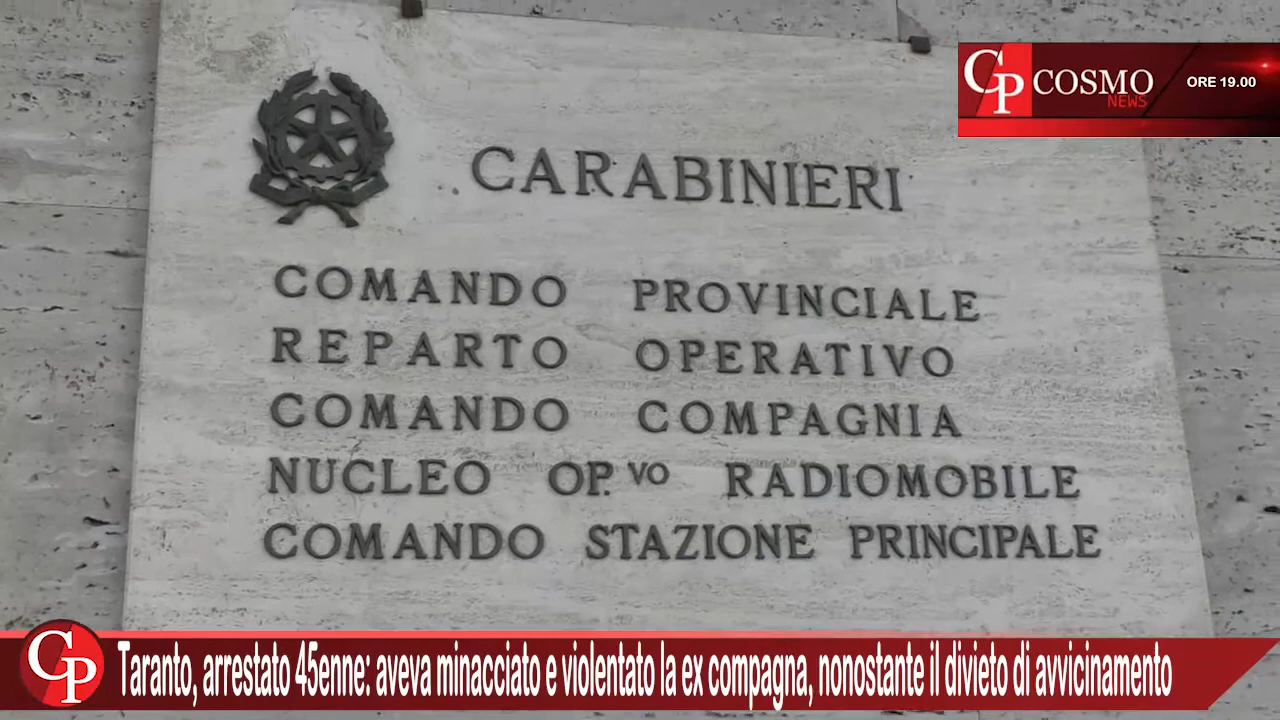 CP COSMO NEWS ORE 19.00
CARABINIERI
COMANDO PROVINCIALE
REPARTO OPERATIVO
COMANDO COMPAGNIA
NUCLEO OP.VO RADIOMOBILE
COMANDO STAZIONE PRINCIPALE
CP Taranto, arrestato 45enne: aveva minacciato e violentato la ex compagna, nonostante il divieto di avvicinamento